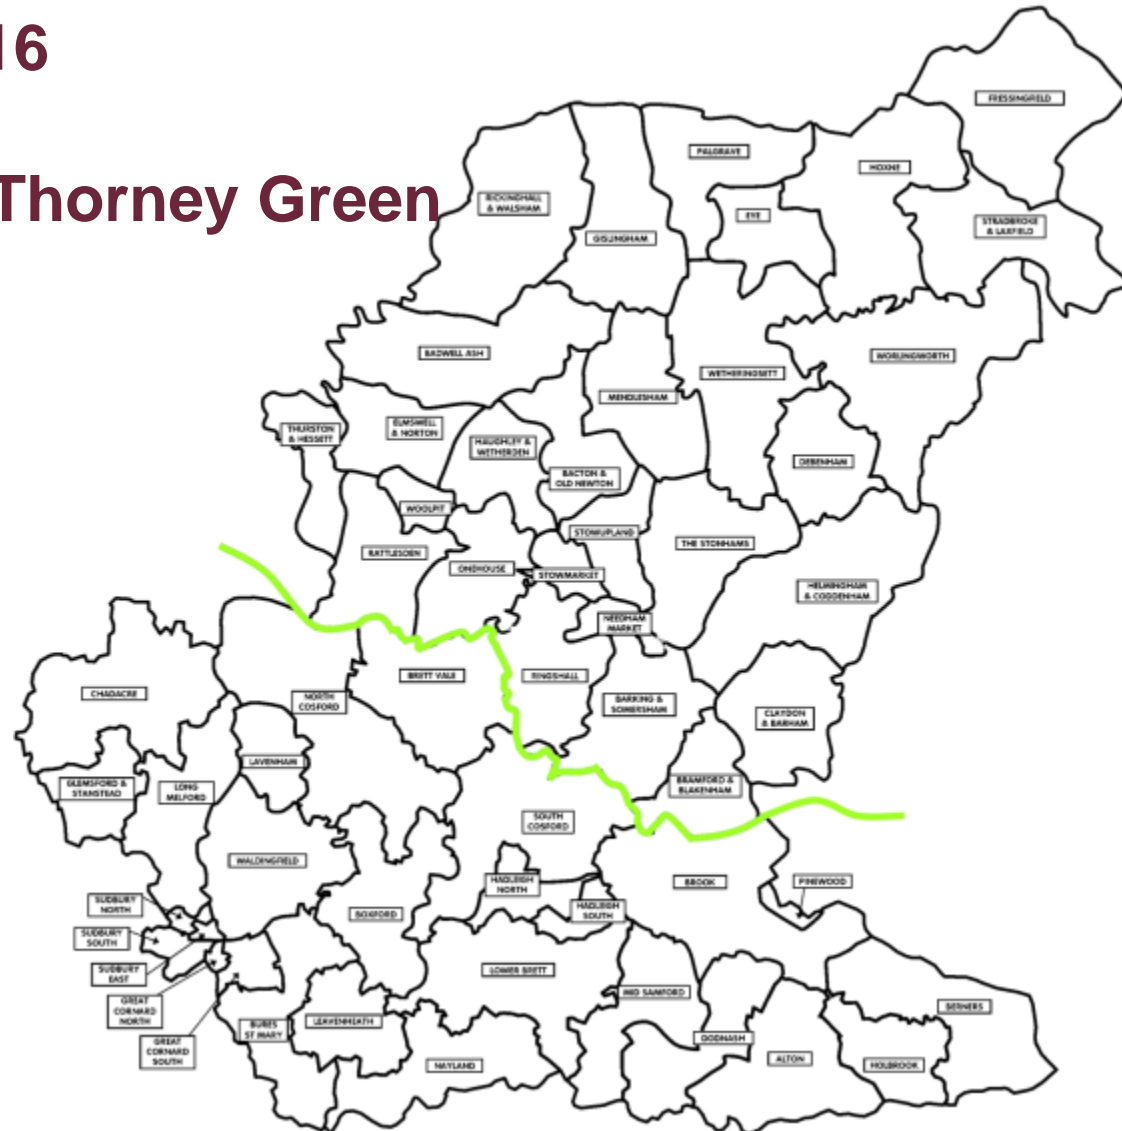 16
Thorney Green
FRESSINGFIELD
PALGRAVE
HOXNE
RICKINGHALL
& WALSHAM
EYE
STRADBROKE
& LAXFIELD
GISLINGHAM
BADWELL ASH
WORLINGWORTH
WETHERINGSETT
MENDLESHAM
THURSTON
& HESSETT
ELMSWELL
& NORTON
HAUGHLEY &
WETHERDEN
DEBENHAM
BACTON &
OLD NEWTON
WOOLPIT
STOWUPLAND
THE STONHAMS
RATTLESDEN
ONEHOUSE
STOWMARKET
HELMINGHAM
& CODDENHAM
NEEDHAM
MARKET
BRETT VALE
RINGSHALL
CHADACRE
NORTH
COSFORD
BARKING &
SOMERSHAM
CLAYDON
& BARHAM
LAVENHAM
GLEMSFORD &
STANSTEAD
LONG
MELFORD
BRAMFORD &
BLAKENHAM
SOUTH
COSFORD
WALDINGFIELD
HADLEIGH
NORTH
BROOK
PINEWOOD
SUDBURY
NORTH
BOXFORD
HADLEIGH
SOUTH
SUDBURY
SOUTH
SUDBURY
EAST
LOWER BRETT
MID SAMFORD
GREAT
CORNARD
NORTH
BERNERS
BURES
ST MARY
LEAVENHEATH
DODNASH
GREAT
CORNARD
SOUTH
NAYLAND
ALTON
HOLBROOK